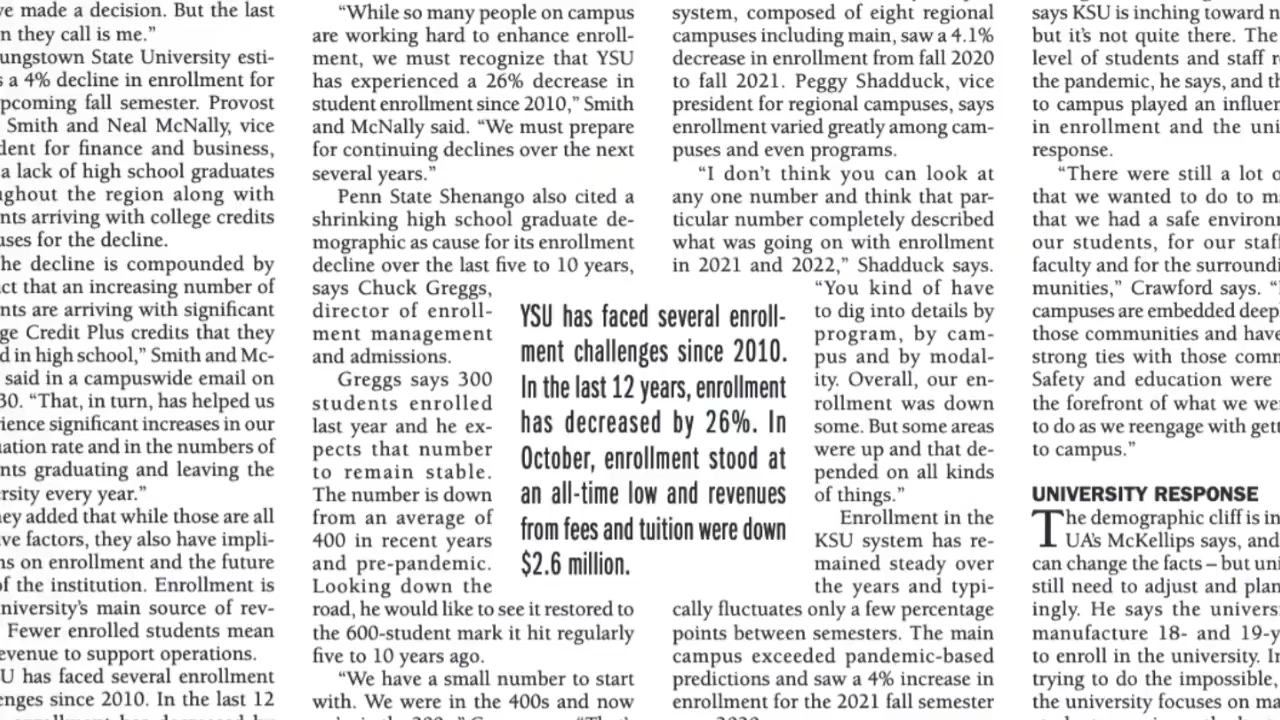 ve made a decision. But the last
n they call is me.”
ungstown State University esti-
s a 4% decline in enrollment for
pcoming fall semester. Provost
Smith and Neal McNally, vice
dent for finance and business,
a lack of high school graduates
ughout the region along with
nts arriving with college credits
uses for the decline.
he decline is compounded by
ct that an increasing number of
nts are arriving with significant
ge Credit Plus credits that they
d in high school,” Smith and Mc-
said in a campuswide email on
30. “That, in turn, has helped us
rience significant increases in our
uation rate and in the numbers of
nts graduating and leaving the
rsity every year.”
ey added that while those are all
ve factors, they also have impli-
ns on enrollment and the future
of the institution. Enrollment is
niversity’s main source of rev-
Fewer enrolled students mean
evenue to support operations.
U has faced several enrollment
enges since 2010. In the last 12
“While so many people on campus
are working hard to enhance enroll-
ment, we must recognize that YSU
has experienced a 26% decrease in
student enrollment since 2010,” Smith
and McNally said. “We must prepare
for continuing declines over the next
several years.”
Penn State Shenango also cited a
shrinking high school graduate de-
mographic as cause for its enrollment
decline over the last five to 10 years,
says Chuck Greggs,
director of enroll-
ment management
and admissions.
Greggs says 300
students enrolled
last year and he ex-
pects that number
to remain stable.
The number is down
from an average of
400 in recent years
and pre-pandemic.
Looking down the
road, he would like to see it restored to
the 600-student mark it hit regularly
five to 10 years ago.
“We have a small number to start
with. We were in the 400s and now
YSU has faced several enroll-
ment challenges since 2010.
In the last 12 years, enrollment
has decreased by 26%. In
October, enrollment stood at
an all-time low and revenues
from fees and tuition were down
$2.6 million.
system, composed of eight regional
campuses including main, saw a 4.1%
decrease in enrollment from fall 2020
to fall 2021. Peggy Shadduck, vice
president for regional campuses, says
enrollment varied greatly among cam-
puses and even programs.
“I don’t think you can look at
any one number and think that par-
ticular number completely described
what was going on with enrollment
in 2021 and 2022,” Shadduck says.
“You kind of have
to dig into details by
program, by cam-
pus and by modal-
ity. Overall, our en-
rollment was down
some. But some areas
were up and that de-
pended on all kinds
of things.”
Enrollment in the
KSU system has re-
mained steady over
the years and typi-
cally fluctuates only a few percentage
points between semesters. The main
campus exceeded pandemic-based
predictions and saw a 4% increase in
enrollment for the 2021 fall semester
says KSU is inching toward n
but it’s not quite there. The
level of students and staff r
the pandemic, he says, and th
to campus played an influen
in enrollment and the uni
response.
“There were still a lot o
that we wanted to do to m
that we had a safe environ
our students, for our staf
faculty and for the surroundi
munities,” Crawford says. “
campuses are embedded deep
those communities and have
strong ties with those comm
Safety and education were
the forefront of what we we
to do as we reengage with gett
to campus.”
UNIVERSITY RESPONSE
The demographic cliff is in
UA’s McKellips says, and
can change the facts – but uni
still need to adjust and plan
ingly. He says the univers
manufacture 18- and 19-y
to enroll in the university. In
trying to do the impossible,
the university focuses on ma